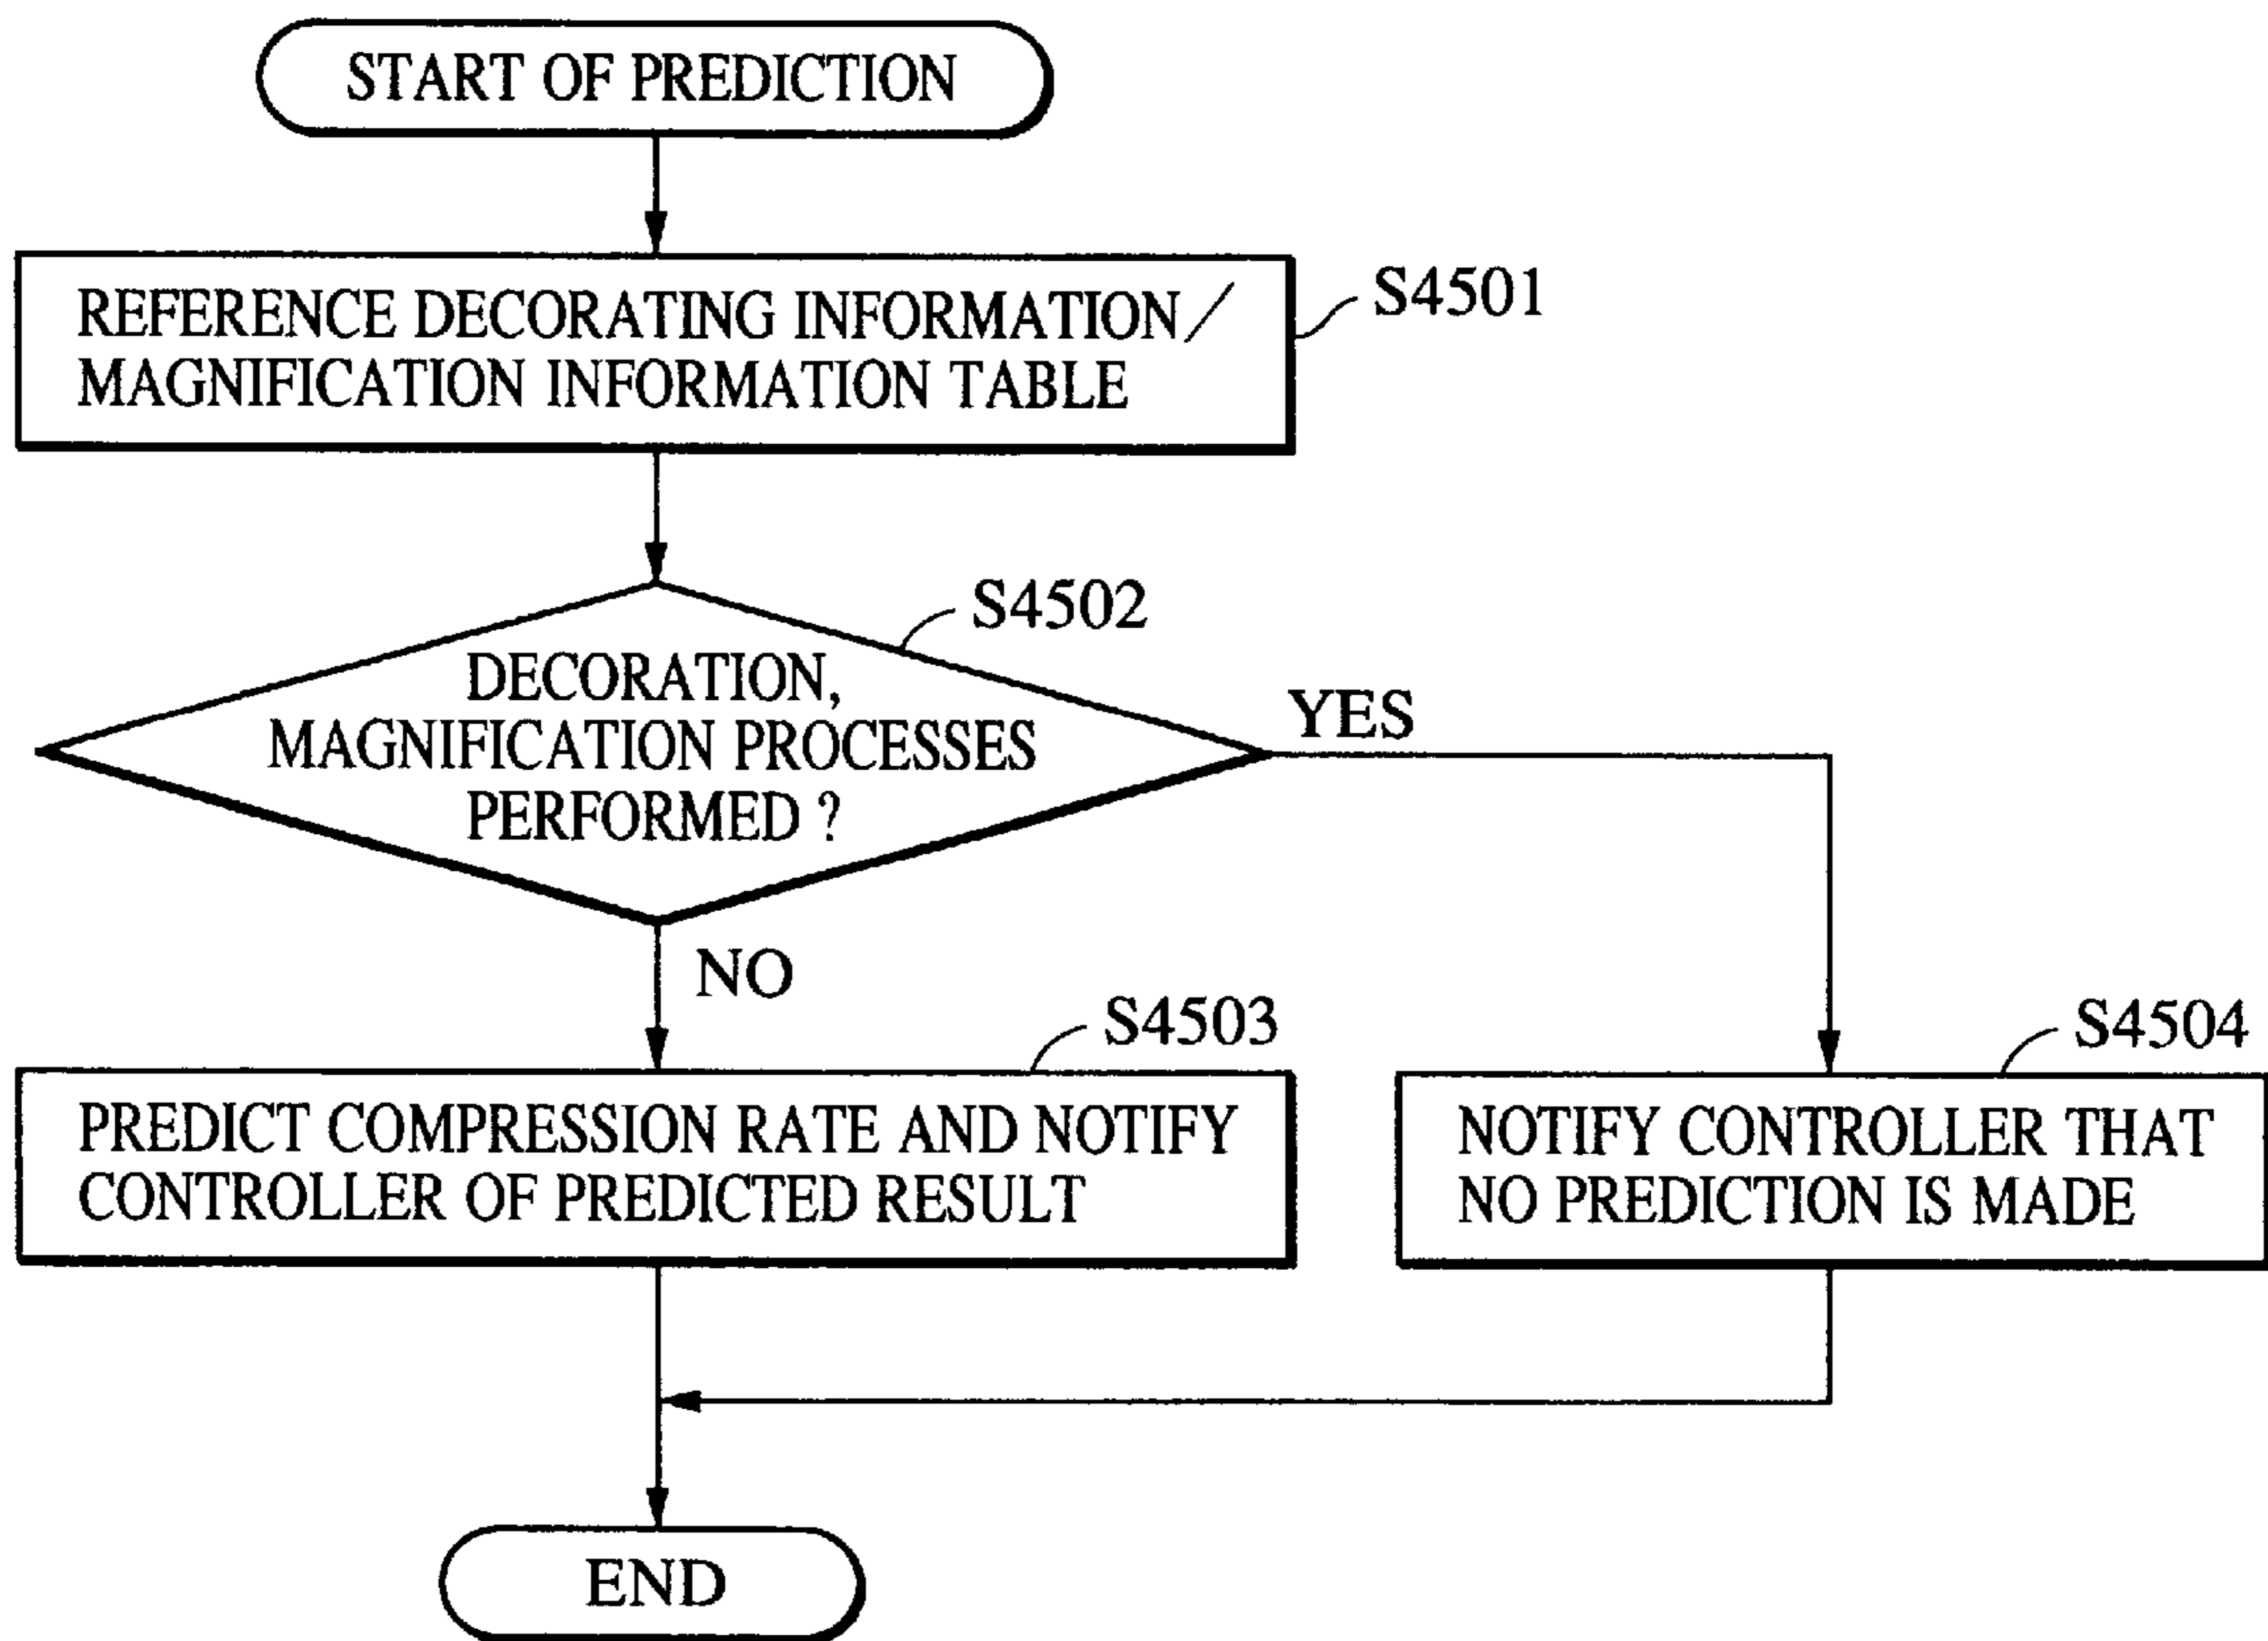 START OF PREDICTION
REFERENCE DECORATING INFORMATION/
MAGNIFICATION INFORMATION TABLE
S4501
S4502
DECORATION,
MAGNIFICATION PROCESSES
PERFORMED ?
YES
NO
S4503
PREDICT COMPRESSION RATE AND NOTIFY
CONTROLLER OF PREDICTED RESULT
S4504
NOTIFY CONTROLLER THAT
NO PREDICTION IS MADE
END